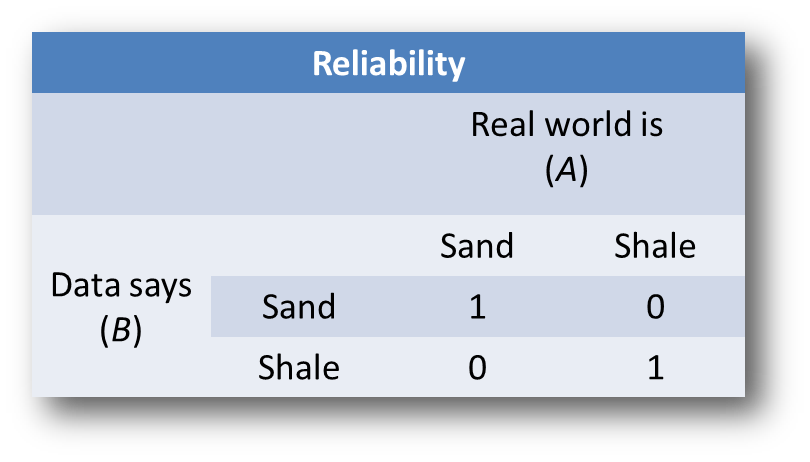 Reliability
Real world is
(A)
Sand Shale
Data says
(B)
Sand 1 0
Shale 0 1